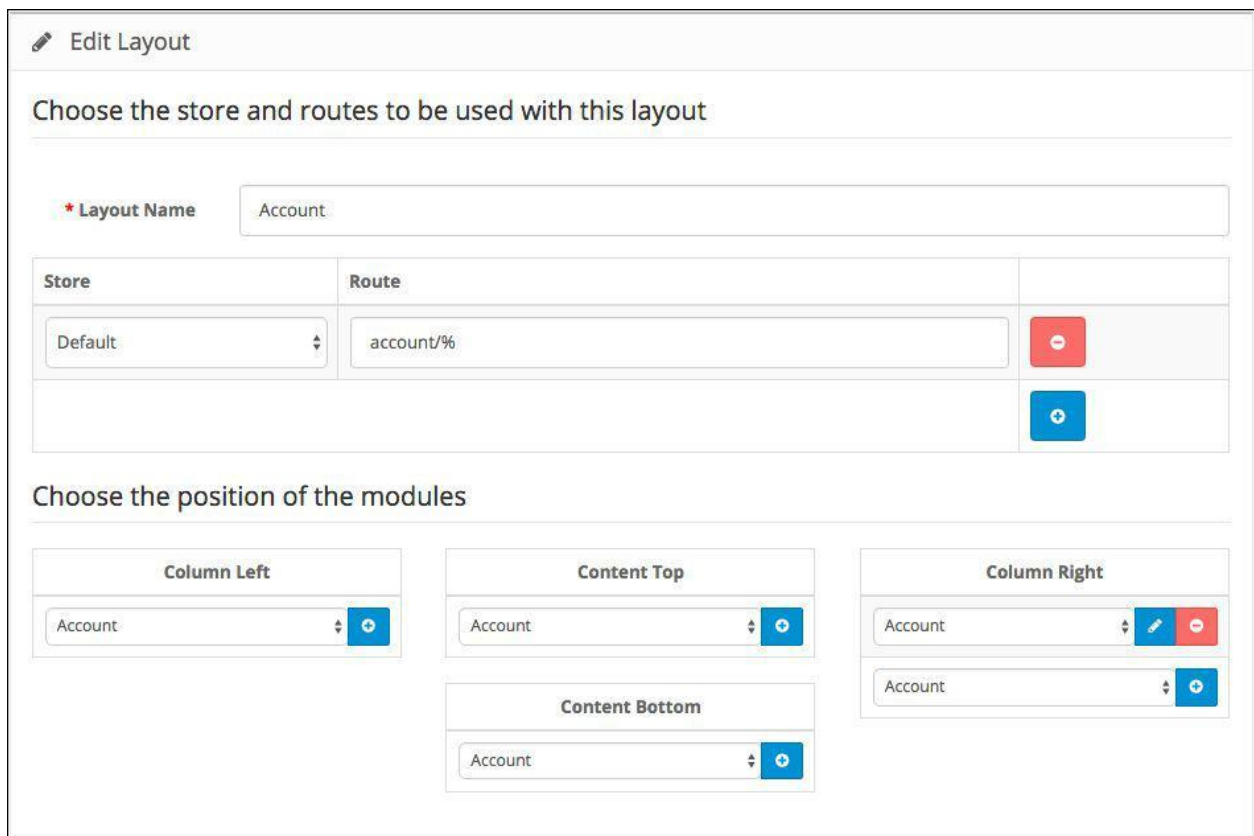 Edit Layout
Choose the store and routes to be used with this layout
* Layout Name Account
Store Route
Default account/%
Choose the position of the modules
Column Left Content Top Column Right
Account Account Account
Account
Content Bottom
Account